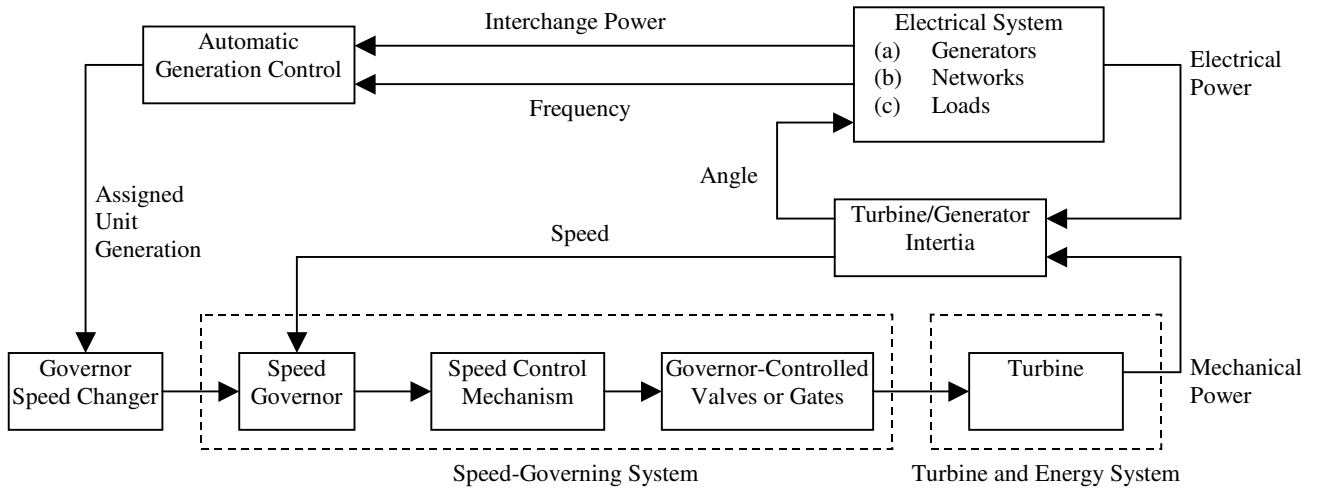 Interchange Power
Automatic
Generation Control
Frequency
Electrical System
(a) Generators
(b) Networks
(c) Loads
Electrical
Power
Angle
Assigned
Unit
Generation
Turbine/Generator
Intertia
Speed
Governor
Speed Changer
Speed
Governor
Speed Control
Mechanism
Governor-Controlled
Valves or Gates
Turbine
Mechanical
Power
Speed-Governing System
Turbine and Energy System